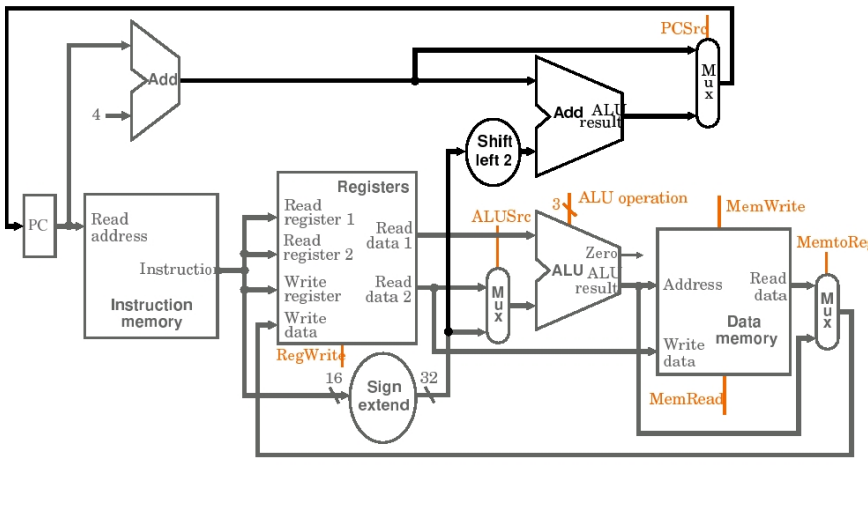 PCSrc
Add
M
u
x
4
Add
ALU
result
Shift
left 2
PC
Read
address
Instruction
Instruction
memory
Registers
Read
register 1
Read
register 2
Write
register
Write
data
Read
data 1
Read
data 2
RegWrite
16
Sign
extend
32
ALUSrc
M
u
x
3
ALU operation
Zero
ALU
ALU
result
MemWrite
Address
Read
data
Data
memory
Write
data
MemRead
MemtoReg
M
u
x